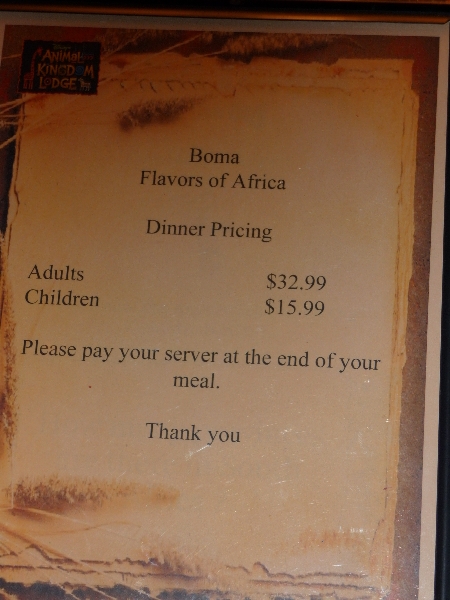 Disney's
ANIMAL
KINGDOM
LODGE
Boma
Flavors of Africa
Dinner Pricing
Adults $32.99
Children $15.99
Please pay your server at the end of your
meal.
Thank you